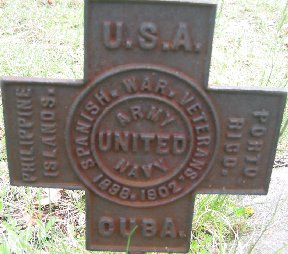 U.S.A.
PHILIPPINE
ISLANDS.
SPANISH. WAR. VETERANS.
1898.1902
ARMY
UNITED
NAVY
PORTO
RICO.
CUBA.